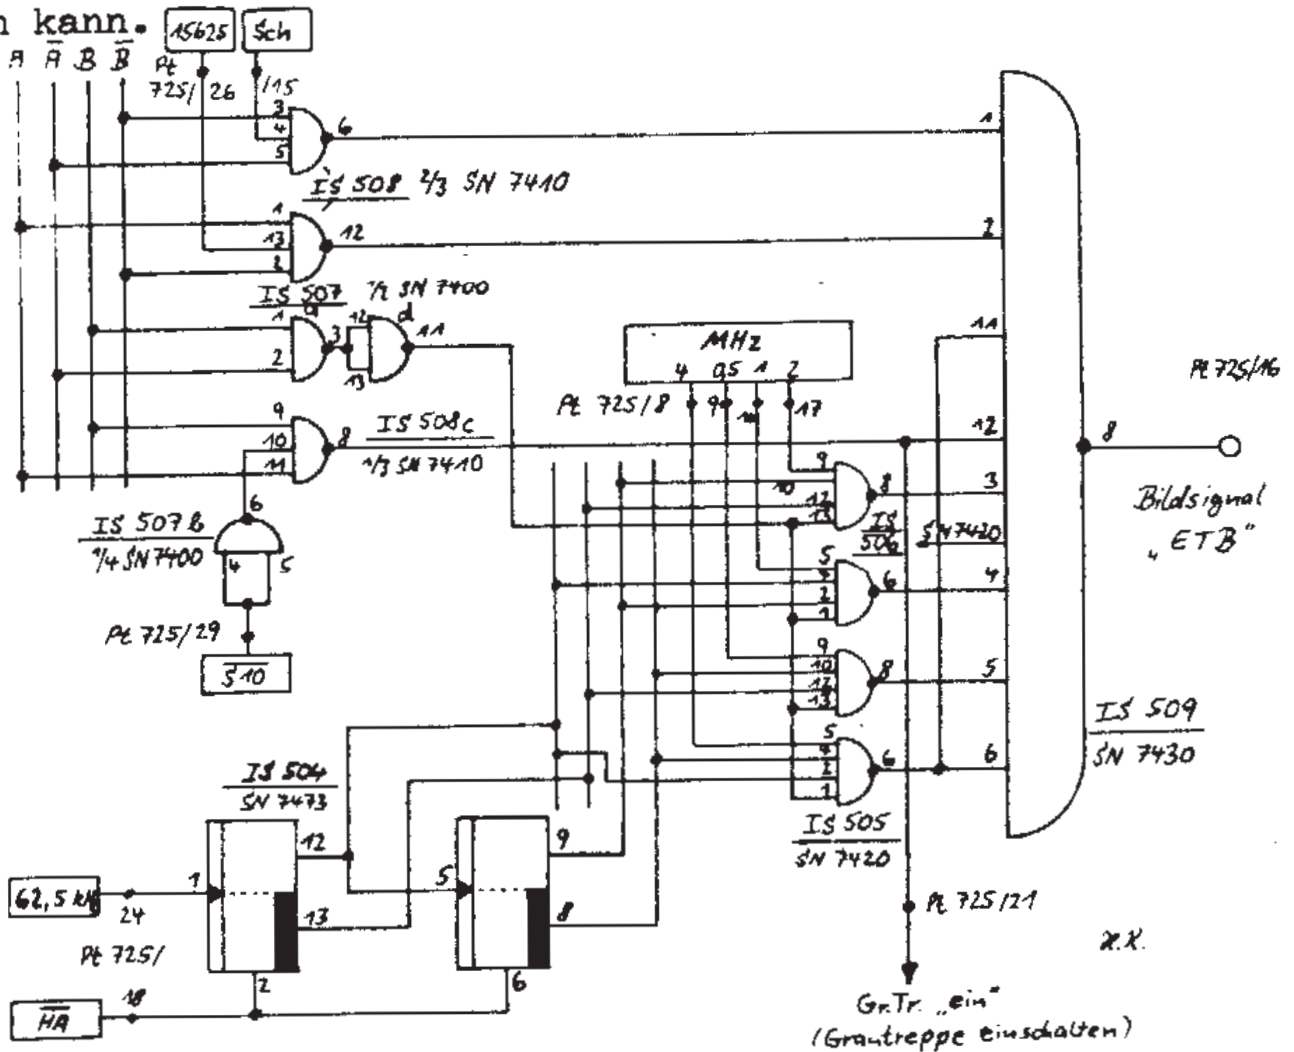 kann.
15625
Sch
A Ā B B̄
Pt
725/ 26
/15
3
4
5
6
IS 508 2/3 SN 7410
1
13
2
12
IS 507 1/2 SN 7400
a
d
1
2
3
12
13
11
9
10
11
8
IS 508c
1/3 SN 7410
6
IS 507b
1/4 SN 7400
4
5
Pt 725/29
S̅1̅0̅
MHz
4 0,5 1 2
Pt 725/8
9
17
9
10
12
13
8
IS
506
SN 7420
5
4
2
1
6
9
10
12
13
8
5
4
2
1
6
IS 505
SN 7420
1
2
11
12
3
4
5
6
8
Pt 725/16
Bildsignal
„ETB"
IS 509
SN 7430
IS 504
SN 7473
62,5 kHz
24
Pt 725/
1
12
13
2
5
9
8
6
H̅A̅
18
Pt 725/21
Gr.Tr. „ein"
(Grautreppe einschalten)
H.K.